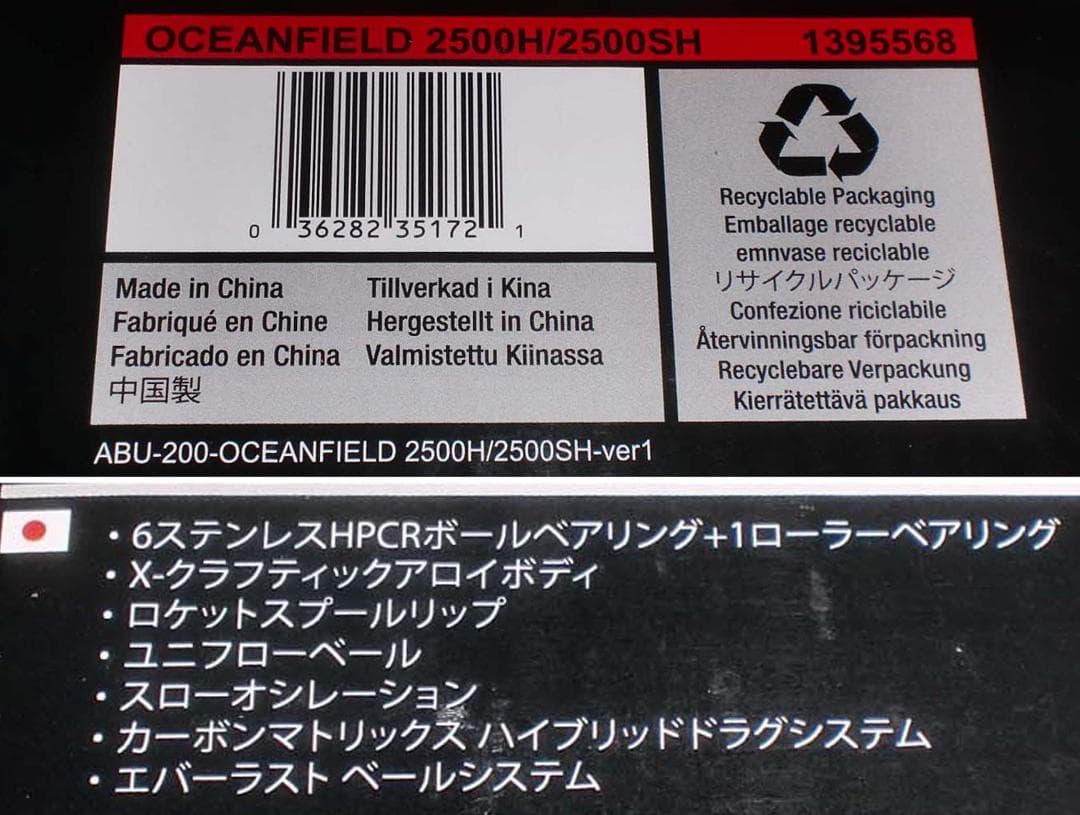 OCEANFIELD 2500H/2500SH 1395568
0 36282 35172 1
Made in China Tillverkad i Kina
Fabriqué en Chine Hergestellt in China
Fabricado en China Valmistettu Kiinassa
中国製
Recyclable Packaging
Emballage recyclable
emnvase reciclable
リサイクルパッケージ
Confezione riciclabile
Återvinningsbar förpackning
Recyclebare Verpackung
Kierrätettävä pakkaus
ABU-200-OCEANFIELD 2500H/2500SH-ver1
・6ステンレスHPCRボールベアリング+1ローラーベアリング
・X-クラフティックアロイボディ
・ロケットスプールリップ
・ユニフローベール
・スローオシレーション
・カーボンマトリックス ハイブリッドドラグシステム
・エバーラスト ベールシステム